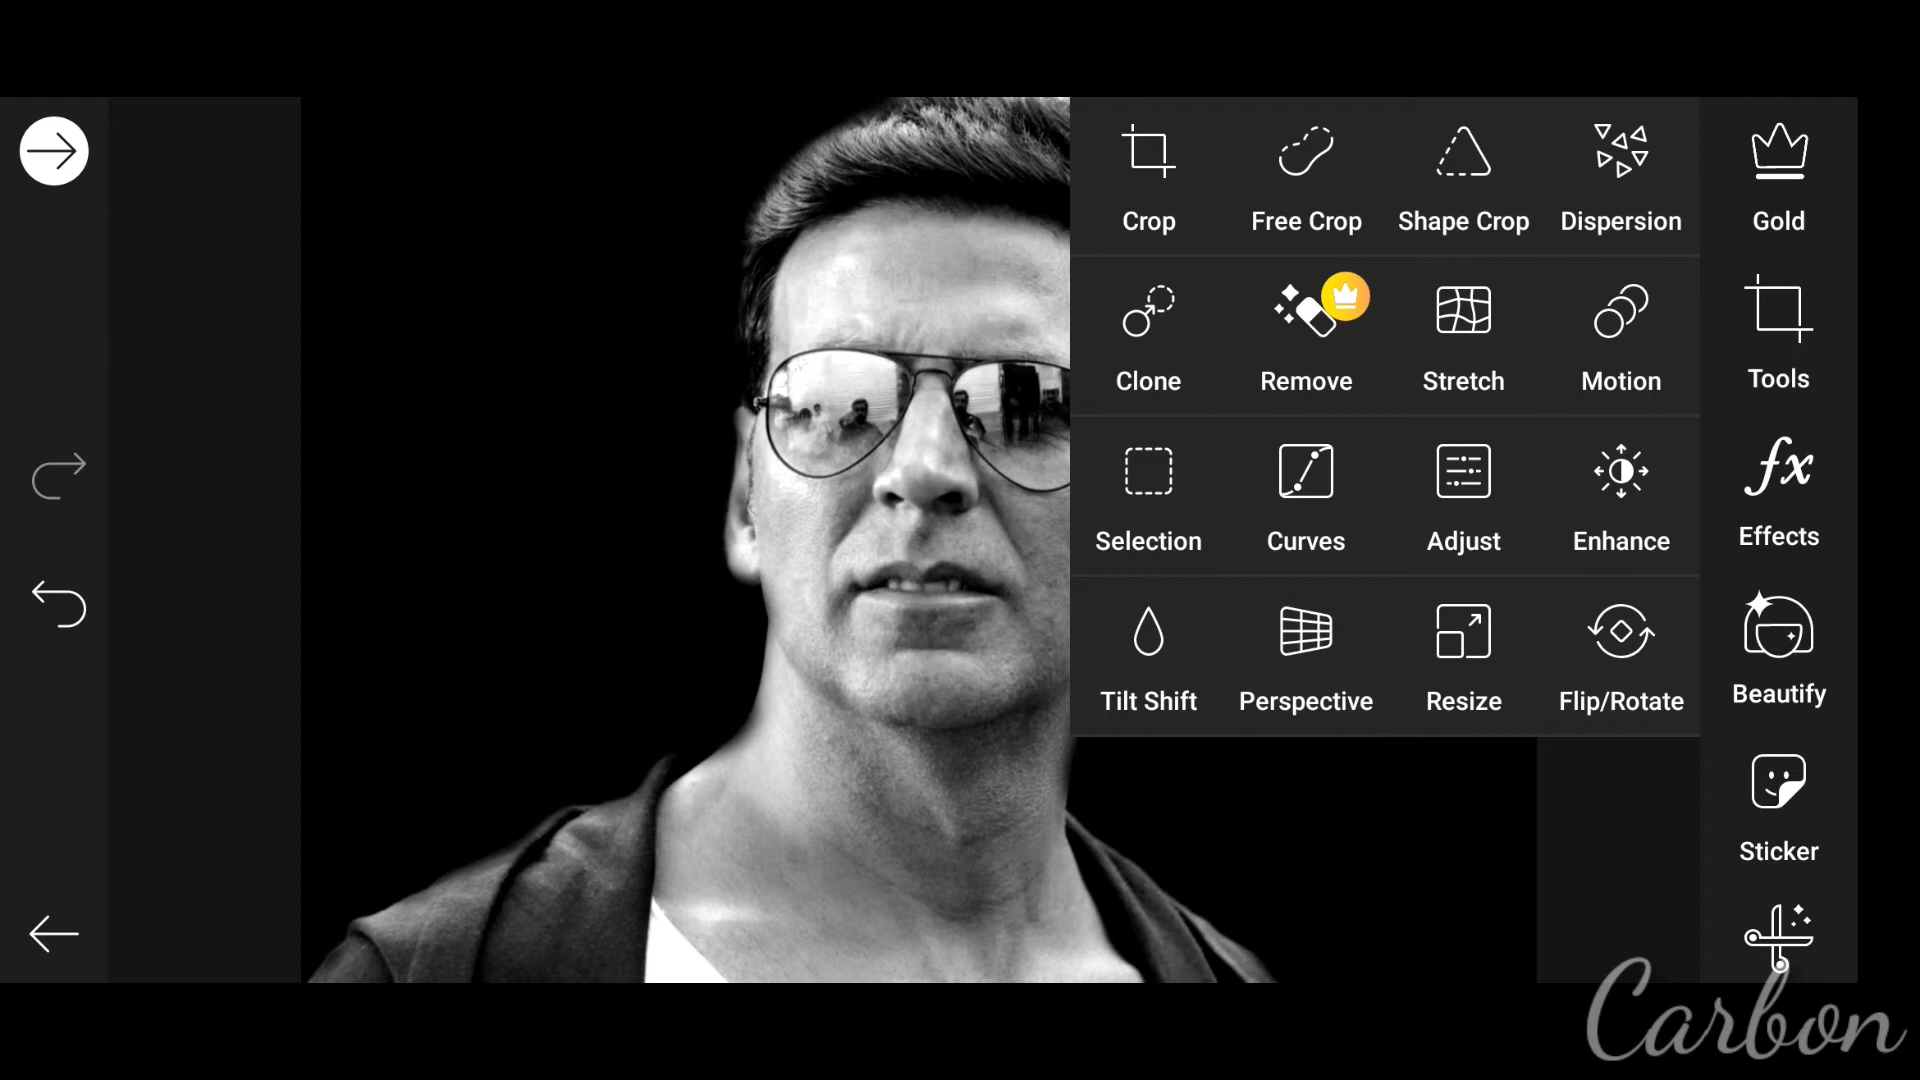 Crop
Free Crop
Shape Crop
Dispersion
Gold
Clone
Remove
Stretch
Motion
Tools
Selection
Curves
Adjust
Enhance
fx
Effects
Tilt Shift
Perspective
Resize
Flip/Rotate
Beautify
Sticker
Carbon